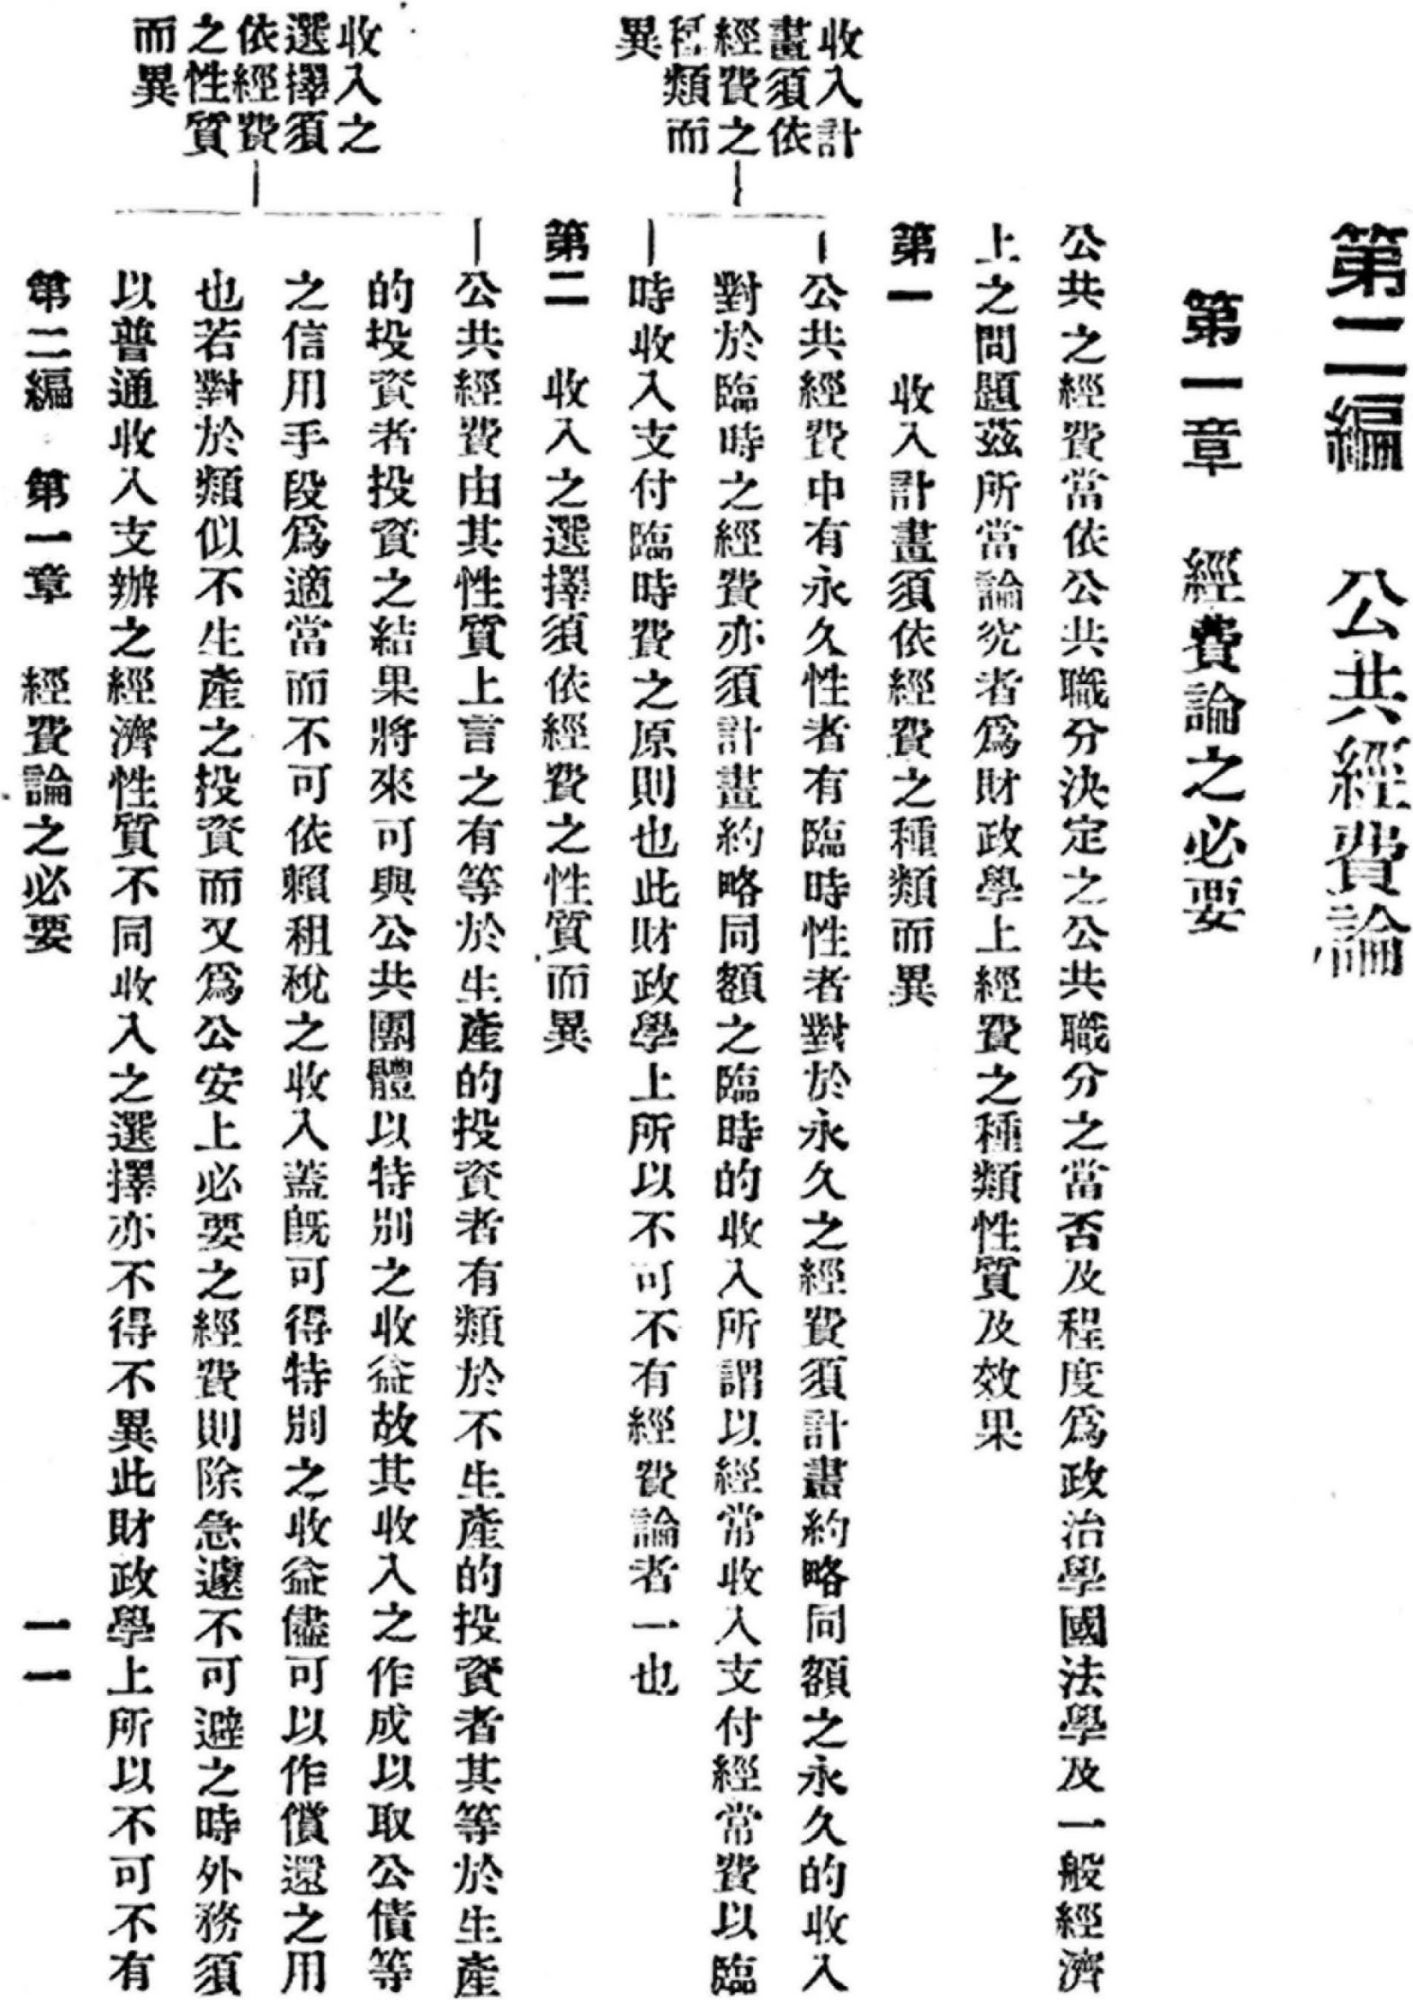 第二編　公共經費論
第一章　經費論之必要
公共之經費當依公共職分決定之公共職分之當否及程度爲政治學國法學及一般經濟
上之問題茲所當論究者爲財政學上經費之種類性質及效果
第一　收入計畫須依經費之種類而異
收入計
畫須依
經費之
種類而
異
公共經費中有永久性者有臨時性者對於永久之經費須計畫約略同額之永久的收入
對於臨時之經費亦須計畫約略同額之臨時的收入所謂以經常收入支付經常費以臨
時收入支付臨時費之原則也此財政學上所以不可不有經費論者一也
第二　收入之選擇須依經費之性質而異
收入之
選擇須
依經費
之性質
而異
公共經費由其性質上言之有等於生產的投資者有類於不生產的投資者其等於生產
的投資者投資之結果將來可與公共團體以特別之收益故其收入之作成以取公債等
之信用手段爲適當而不可依賴租稅之收入蓋旣可得特別之收益儘可以作償還之用
也若對於類似不生產之投資而又爲公安上必要之經費則除急遽不可避之時外務須
以普通收入支辦之經濟性質不同收入之選擇亦不得不異此財政學上所以不可不有
第二編　第一章　經費論之必要
一一